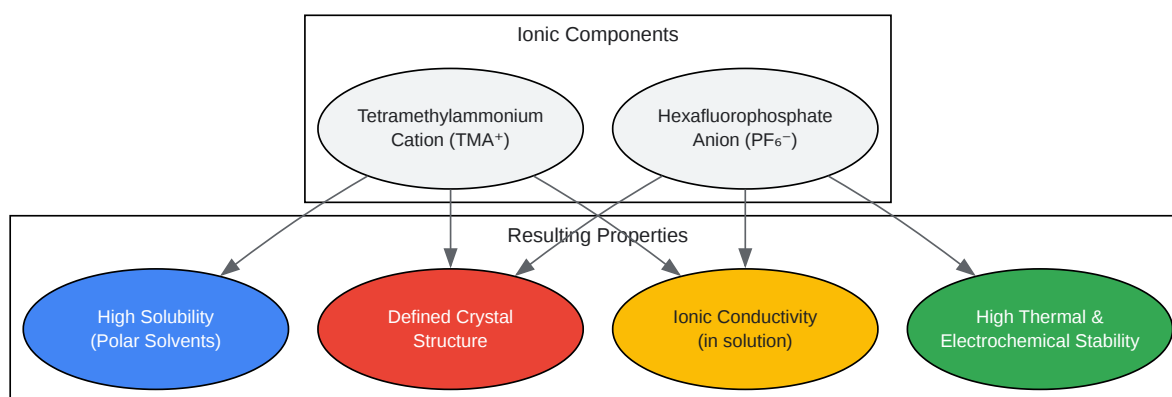 Ionic Components
Tetramethylammonium
Cation (TMA⁺)
Hexafluorophosphate
Anion (PF₆⁻)
Resulting Properties
High Solubility
(Polar Solvents)
Defined Crystal
Structure
Ionic Conductivity
(in solution)
High Thermal &
Electrochemical Stability